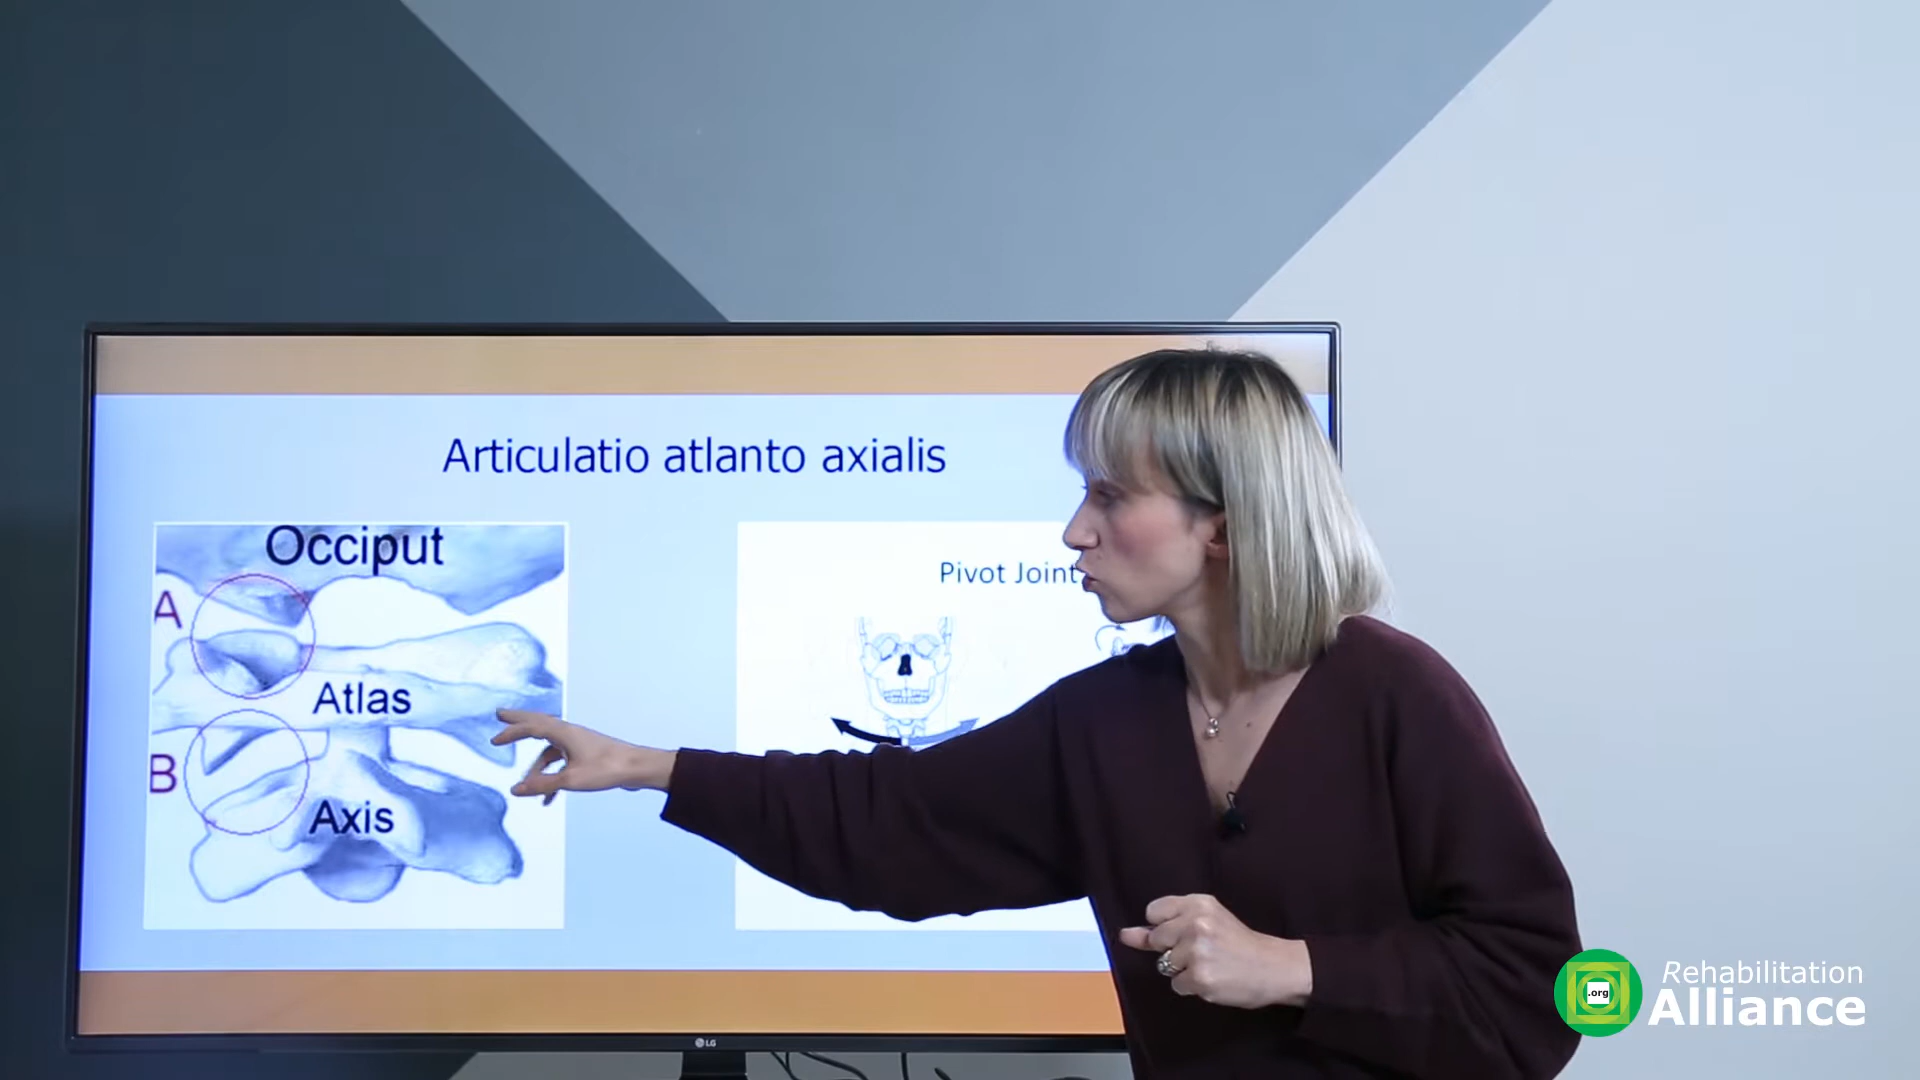 Articulatio atlanto axialis
Occiput
A
Atlas
B
Axis
Pivot Joint
LG
.org
Rehabilitation
Alliance